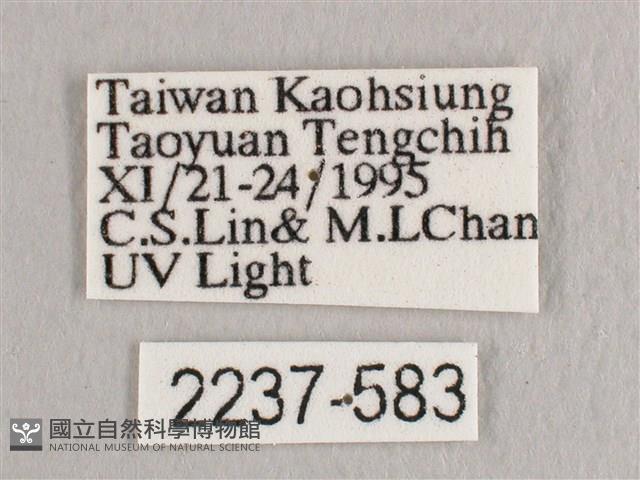 Taiwan Kaohsiung
Taoyuan Tengchih
XI/21-24/1995
C.S.Lin& M.LChan
UV Light
2237-583
國立自然科學博物館
NATIONAL MUSEUM OF NATURAL SCIENCE